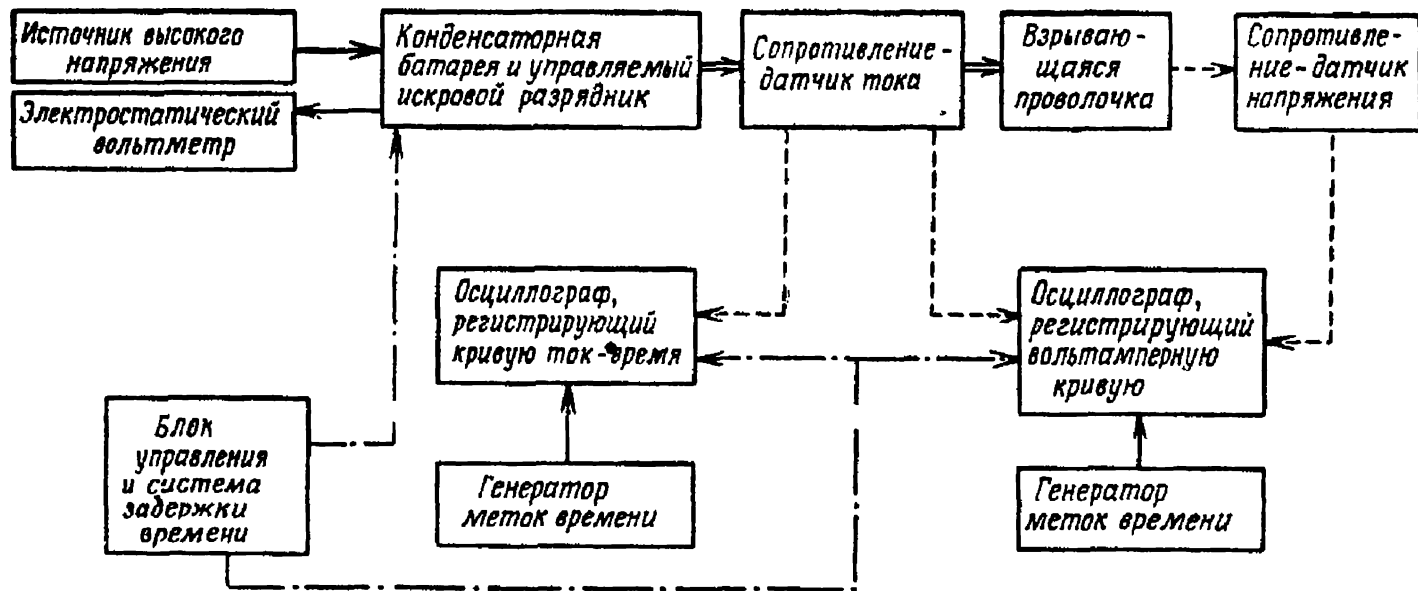 Источник высокого
напряжения
Электростатический
вольтметр
Конденсаторная
батарея и управляемый
искровой разрядник
Сопротивление-
датчик тока
Взрываю-
щаяся
проволочка
Сопротивле-
ние-датчик
напряжения
Осциллограф,
регистрирующий
кривую ток-время
Осциллограф,
регистрирующий
вольтамперную
кривую
Блок
управления
и система
задержки
времени
Генератор
меток времени
Генератор
меток времени